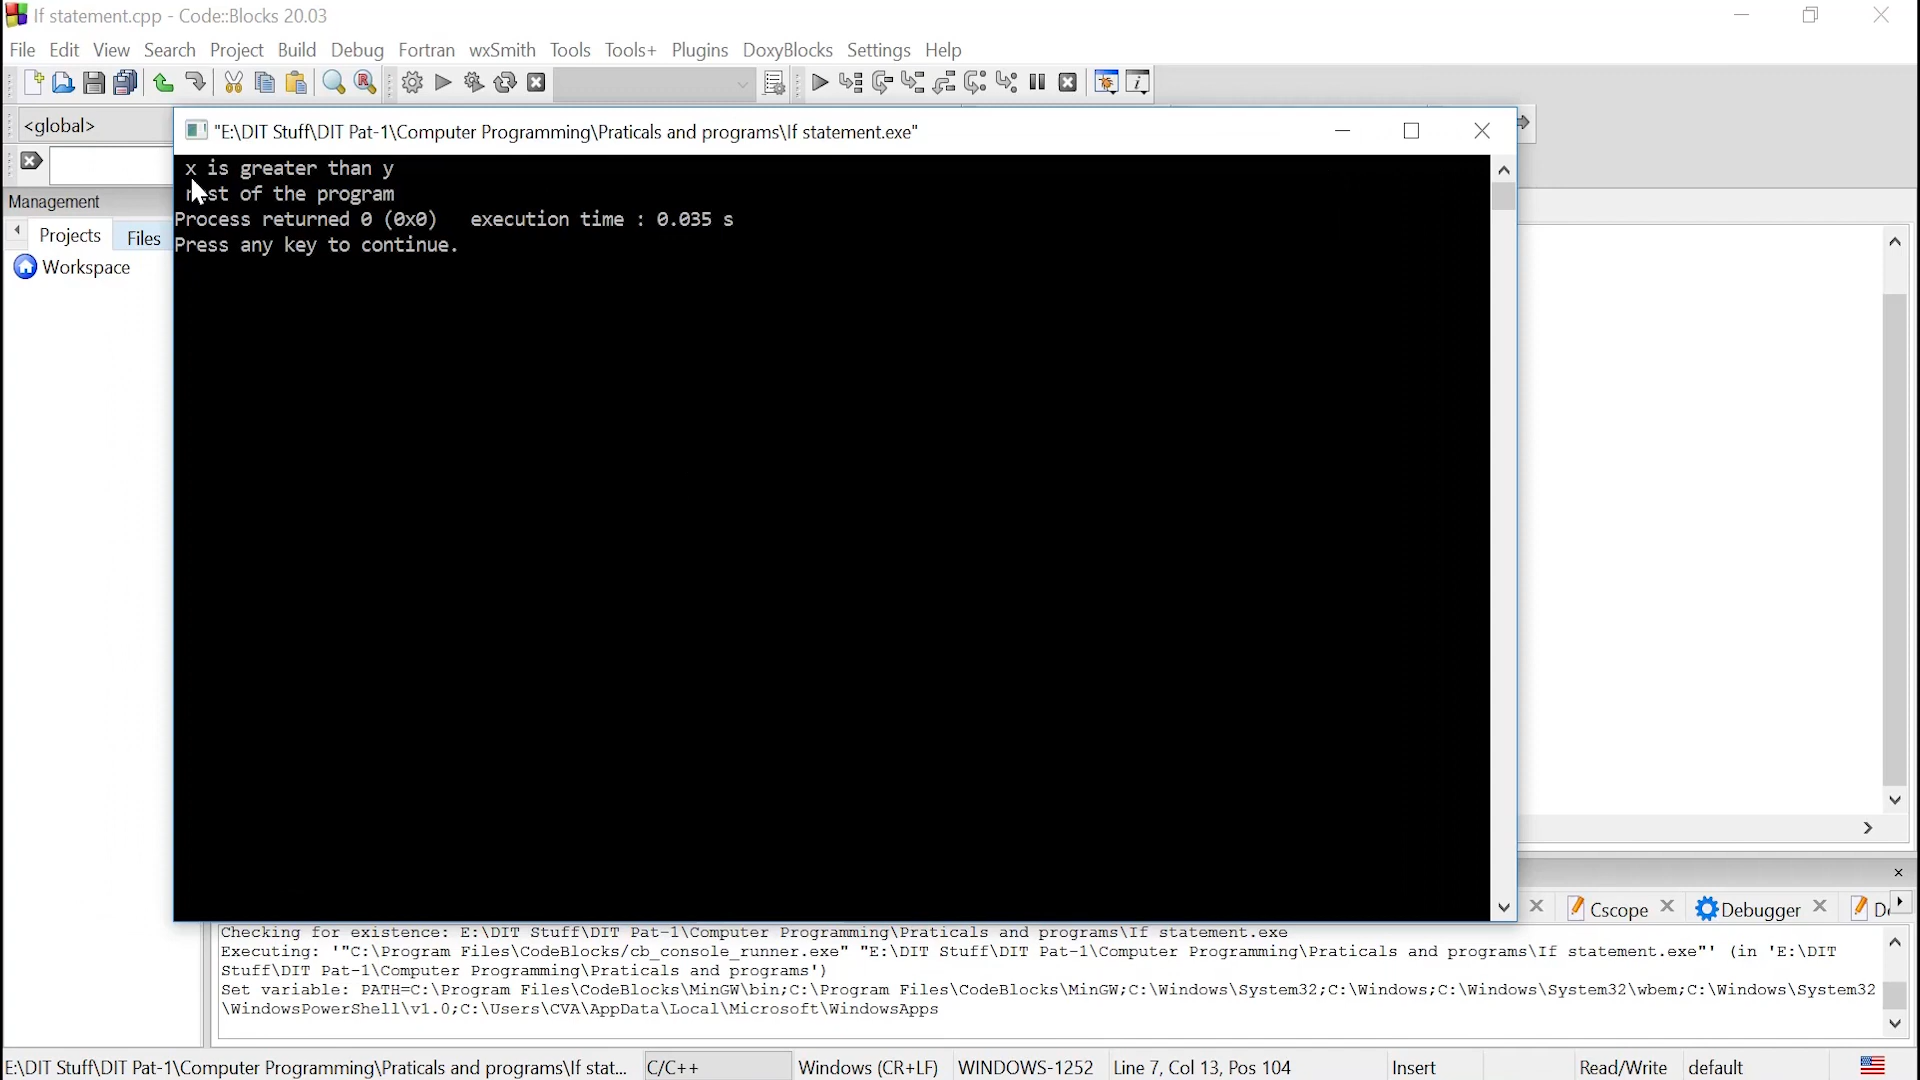 If statement.cpp - Code::Blocks 20.03
File Edit View Search Project Build Debug Fortran wxSmith Tools Tools+ Plugins DoxyBlocks Settings Help
<global>
"E:\DIT Stuff\DIT Pat-1\Computer Programming\Praticals and programs\If statement.exe"
x is greater than y
rest of the program
Process returned 0 (0x0)   execution time : 0.035 s
Press any key to continue.
Management
Projects Files
Workspace
Cscope Debugger
Checking for existence: E:\DIT Stuff\DIT Pat-1\Computer Programming\Praticals and programs\If statement.exe
Executing: '"C:\Program Files\CodeBlocks/cb_console_runner.exe" "E:\DIT Stuff\DIT Pat-1\Computer Programming\Praticals and programs\If statement.exe"' (in 'E:\DIT
Stuff\DIT Pat-1\Computer Programming\Praticals and programs')
Set variable: PATH=C:\Program Files\CodeBlocks\MinGW\bin;C:\Program Files\CodeBlocks\MinGW;C:\Windows\System32;C:\Windows;C:\Windows\System32\wbem;C:\Windows\System32
\WindowsPowerShell\v1.0;C:\Users\CVA\AppData\Local\Microsoft\WindowsApps
E:\DIT Stuff\DIT Pat-1\Computer Programming\Praticals and programs\If stat... C/C++ Windows (CR+LF) WINDOWS-1252 Line 7, Col 13, Pos 104 Insert Read/Write default